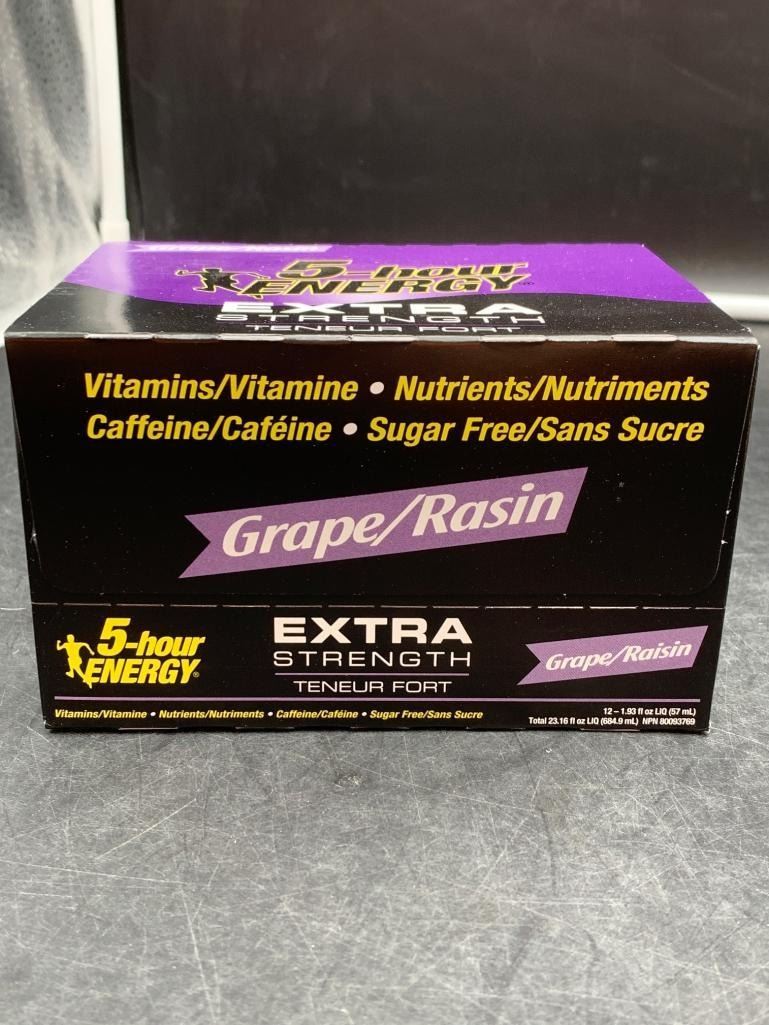 5-hour
ENERGY®
EXTRA
STRENGTH
TENEUR FORT
Vitamins/Vitamine • Nutrients/Nutriments
Caffeine/Caféine • Sugar Free/Sans Sucre
Grape/Rasin
5-hour
ENERGY®
EXTRA
STRENGTH
TENEUR FORT
Grape/Raisin
Vitamins/Vitamine • Nutrients/Nutriments • Caffeine/Caféine • Sugar Free/Sans Sucre
12 – 1.93 fl oz LIQ (57 mL)
Total 23.16 fl oz LIQ (684.9 mL) NPN 80093769